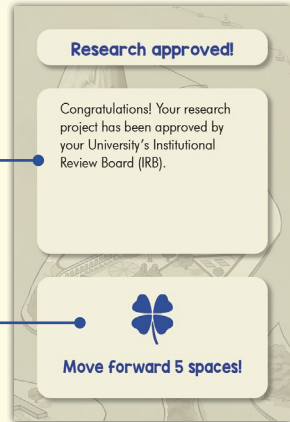 Research approved!
Congratulations! Your research
project has been approved by
your University's Institutional
Review Board (IRB).
Move forward 5 spaces!